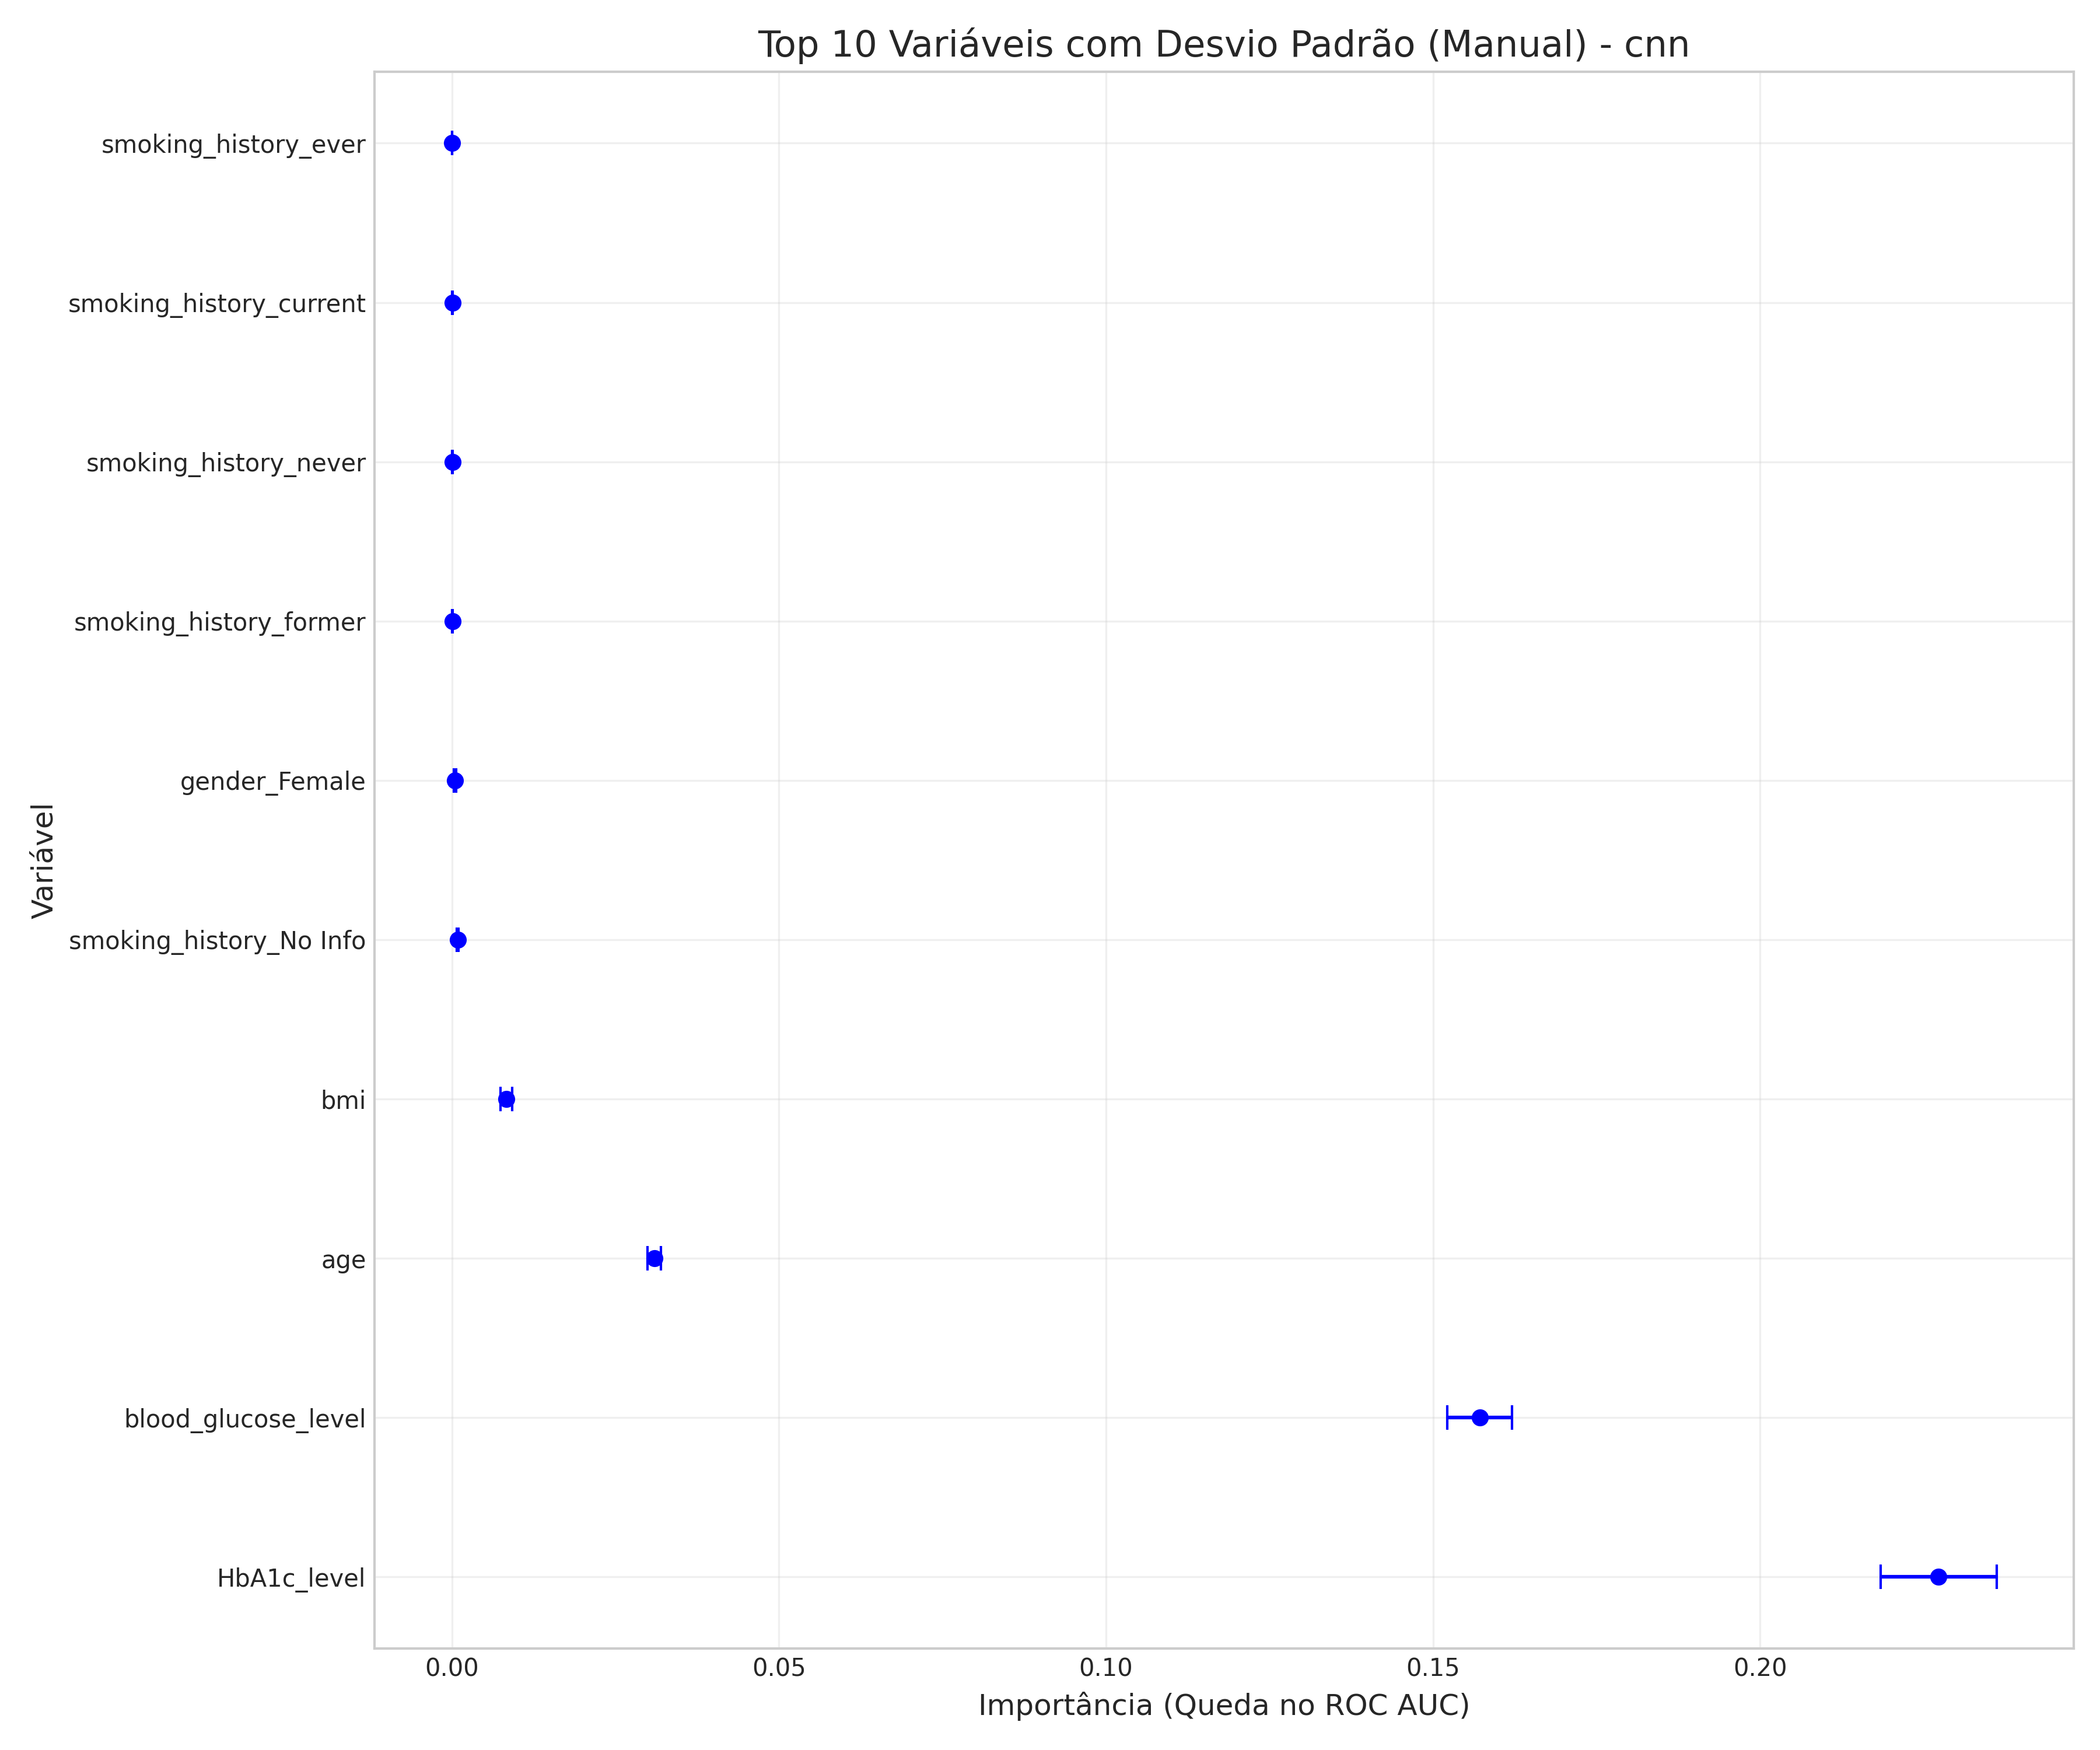 Top 10 Variáveis com Desvio Padrão (Manual) - cnn
Variável
smoking_history_ever
smoking_history_current
smoking_history_never
smoking_history_former
gender_Female
smoking_history_No Info
bmi
age
blood_glucose_level
HbA1c_level
0.00 0.05 0.10 0.15 0.20
Importância (Queda no ROC AUC)